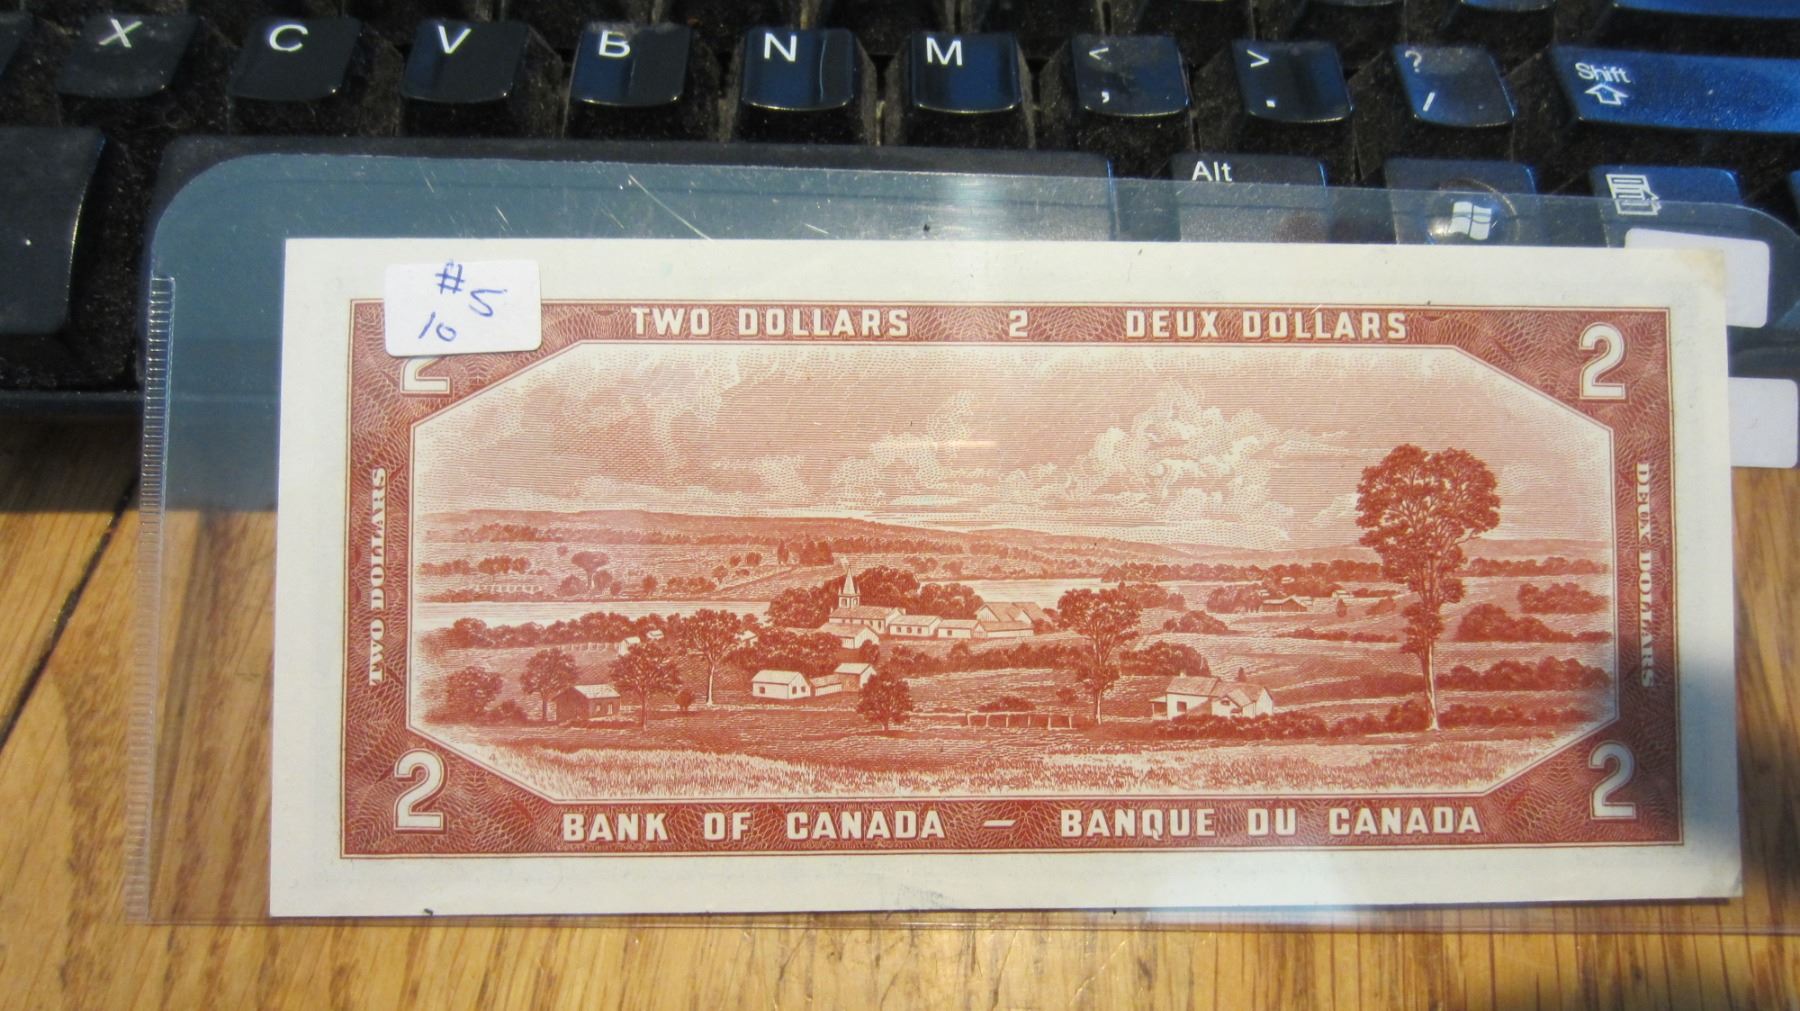 X C V B N M < , > . ? / Shift
Alt
# 5
10
TWO DOLLARS 2 DEUX DOLLARS
2 2
TWO DOLLARS
DEUX DOLLARS
2 2
BANK OF CANADA — BANQUE DU CANADA